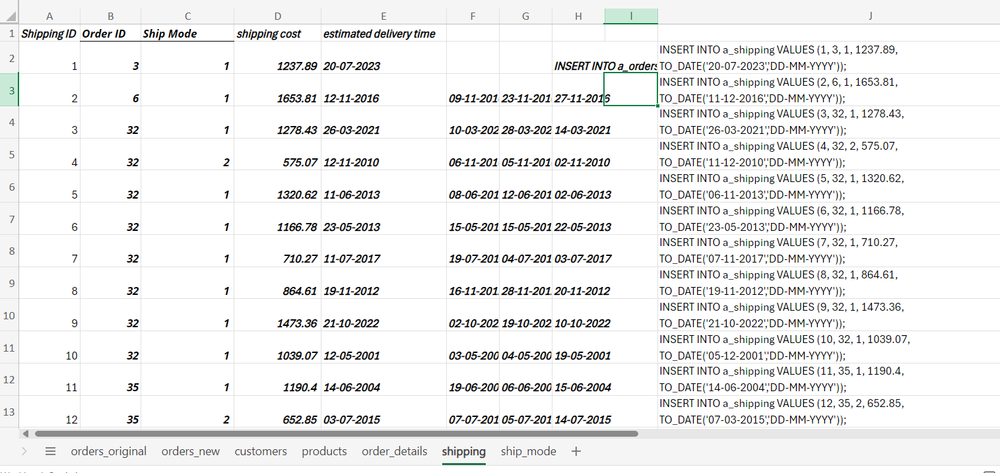 A B C D E F G H I J
1 Shipping ID Order ID Ship Mode shipping cost estimated delivery time
INSERT INTO a_shipping VALUES (1, 3, 1, 1237.89,
2 1 3 1 1237.89 20-07-2023 INSERT INTO a_orders TO_DATE('20-07-2023','DD-MM-YYYY'));
INSERT INTO a_shipping VALUES (2, 6, 1, 1653.81,
3 2 6 1 1653.81 12-11-2016 09-11-201 23-11-201 27-11-2016 TO_DATE('11-12-2016','DD-MM-YYYY'));
INSERT INTO a_shipping VALUES (3, 32, 1, 1278.43,
4 3 32 1 1278.43 26-03-2021 10-03-202 28-03-202 14-03-2021 TO_DATE('26-03-2021','DD-MM-YYYY'));
INSERT INTO a_shipping VALUES (4, 32, 2, 575.07,
5 4 32 2 575.07 12-11-2010 06-11-201 05-11-201 02-11-2010 TO_DATE('11-12-2010','DD-MM-YYYY'));
INSERT INTO a_shipping VALUES (5, 32, 1, 1320.62,
6 5 32 1 1320.62 11-06-2013 08-06-201 12-06-201 02-06-2013 TO_DATE('06-11-2013','DD-MM-YYYY'));
INSERT INTO a_shipping VALUES (6, 32, 1, 1166.78,
7 6 32 1 1166.78 23-05-2013 15-05-201 15-05-201 22-05-2013 TO_DATE('23-05-2013','DD-MM-YYYY'));
INSERT INTO a_shipping VALUES (7, 32, 1, 710.27,
8 7 32 1 710.27 11-07-2017 19-07-201 04-07-201 03-07-2017 TO_DATE('07-11-2017','DD-MM-YYYY'));
INSERT INTO a_shipping VALUES (8, 32, 1, 864.61,
9 8 32 1 864.61 19-11-2012 16-11-201 28-11-201 20-11-2012 TO_DATE('19-11-2012','DD-MM-YYYY'));
INSERT INTO a_shipping VALUES (9, 32, 1, 1473.36,
10 9 32 1 1473.36 21-10-2022 02-10-202 19-10-202 10-10-2022 TO_DATE('21-10-2022','DD-MM-YYYY'));
INSERT INTO a_shipping VALUES (10, 32, 1, 1039.07,
11 10 32 1 1039.07 12-05-2001 03-05-200 04-05-200 19-05-2001 TO_DATE('05-12-2001','DD-MM-YYYY'));
INSERT INTO a_shipping VALUES (11, 35, 1, 1190.4,
12 11 35 1 1190.4 14-06-2004 19-06-200 06-06-200 15-06-2004 TO_DATE('14-06-2004','DD-MM-YYYY'));
INSERT INTO a_shipping VALUES (12, 35, 2, 652.85,
13 12 35 2 652.85 03-07-2015 07-07-201 05-07-201 14-07-2015 TO_DATE('07-03-2015','DD-MM-YYYY'));
orders_original orders_new customers products order_details shipping ship_mode